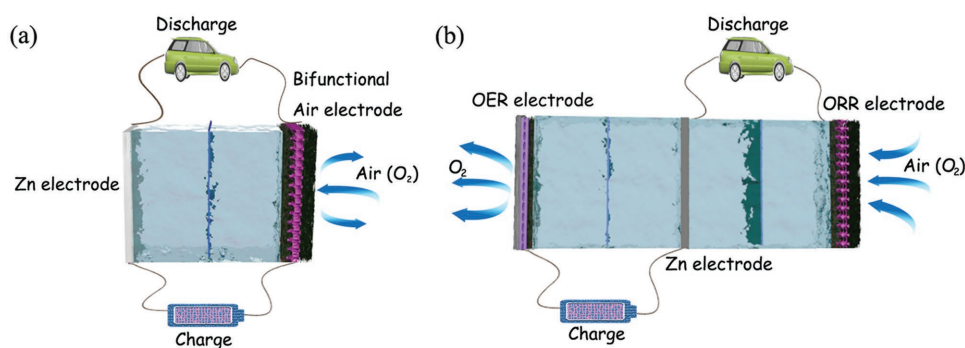 (a)
Discharge
Bifunctional
Air electrode
Zn electrode
Air (O₂)
Charge
(b)
Discharge
OER electrode
ORR electrode
O₂
Air (O₂)
Zn electrode
Charge